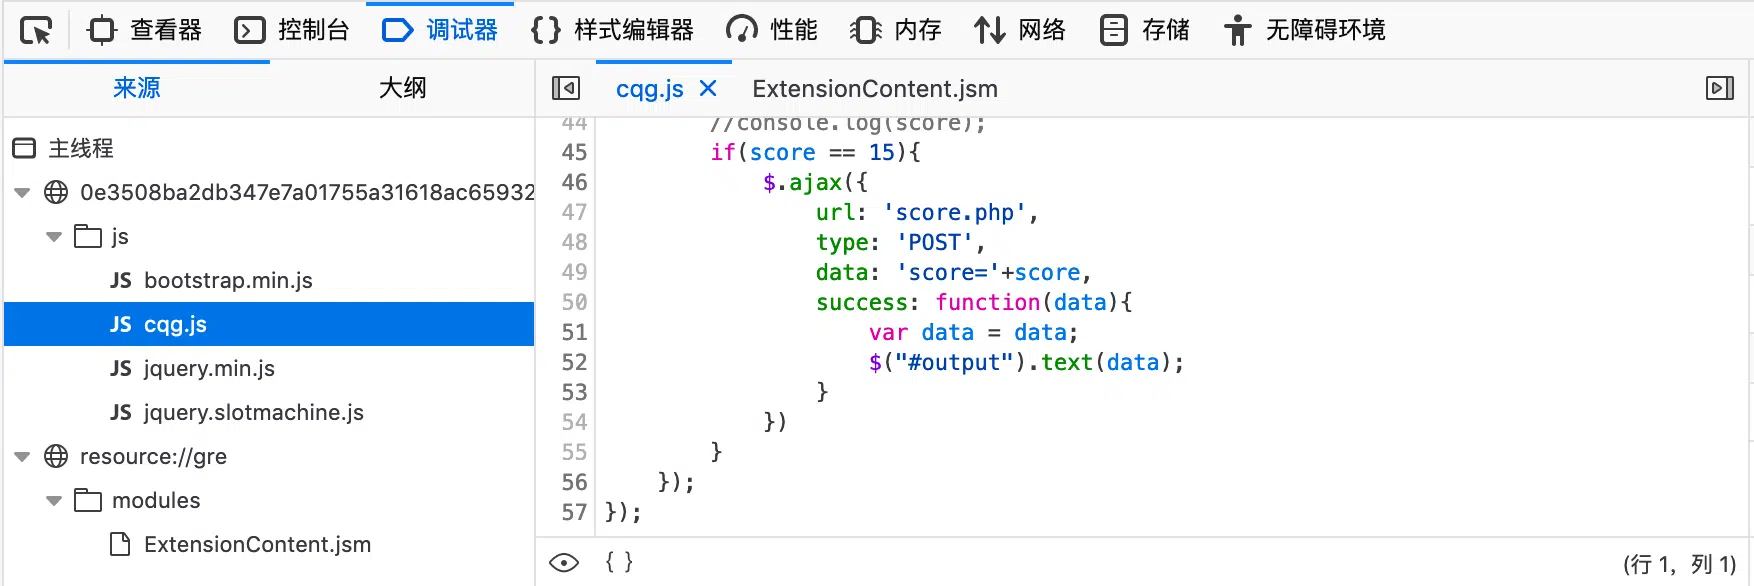 查看器 控制台 调试器 {} 样式编辑器 性能 内存 网络 存储 无障碍环境
来源 大纲
cqg.js ExtensionContent.jsm
主线程
0e3508ba2db347e7a01755a31618ac65932
js
JS bootstrap.min.js
JS cqg.js
JS jquery.min.js
JS jquery.slotmachine.js
resource://gre
modules
ExtensionContent.jsm
44 //console.log(score);
45 if(score == 15){
46 $.ajax({
47 url: 'score.php',
48 type: 'POST',
49 data: 'score='+score,
50 success: function(data){
51 var data = data;
52 $("#output").text(data);
53 }
54 })
55 }
56 });
57 });
{ } (行 1，列 1)